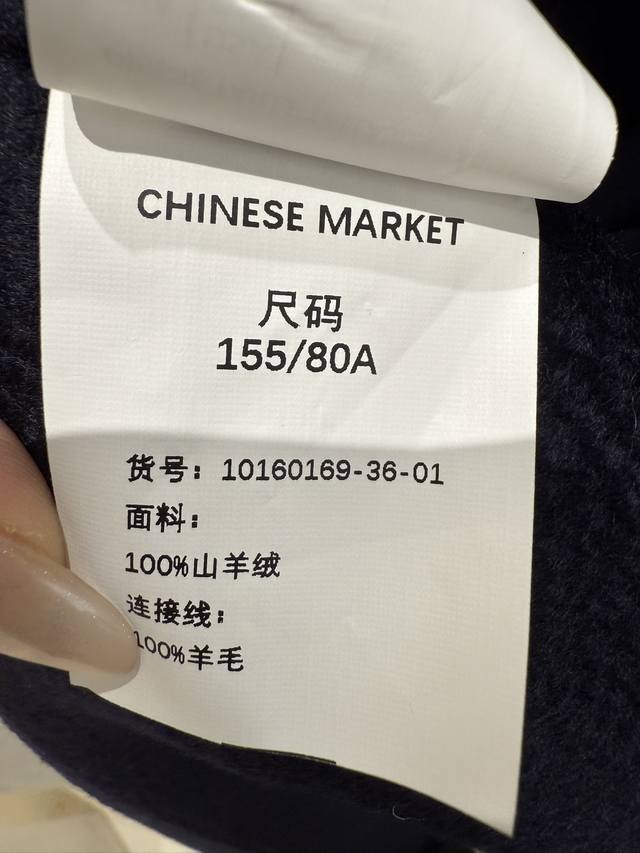 CHINESE MARKET
尺码
155/80A
货号：10160169-36-01
面料：
100%山羊绒
连接线：
100%羊毛